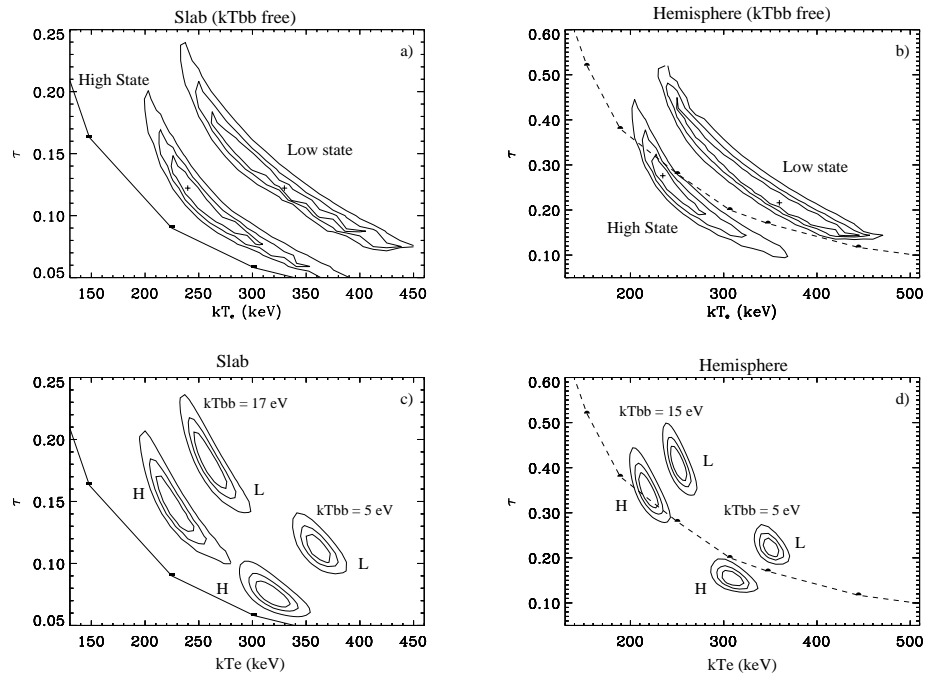 Slab (kTbb free)
0.25
0.20
0.15
0.10
0.05
τ
a)
High State
Low state
150 200 250 300 350 400 450
kTₑ (keV)
Hemisphere (kTbb free)
0.60
0.50
0.40
0.30
0.20
0.10
τ
b)
Low state
High State
200 300 400 500
kTₑ (keV)
Slab
0.25
0.20
0.15
0.10
0.05
τ
c)
kTbb = 17 eV
H
L
kTbb = 5 eV
L
H
150 200 250 300 350 400 450
kTe (keV)
Hemisphere
0.60
0.50
0.40
0.30
0.20
0.10
τ
d)
kTbb = 15 eV
L
H
kTbb = 5 eV
L
H
200 300 400 500
kTe (keV)